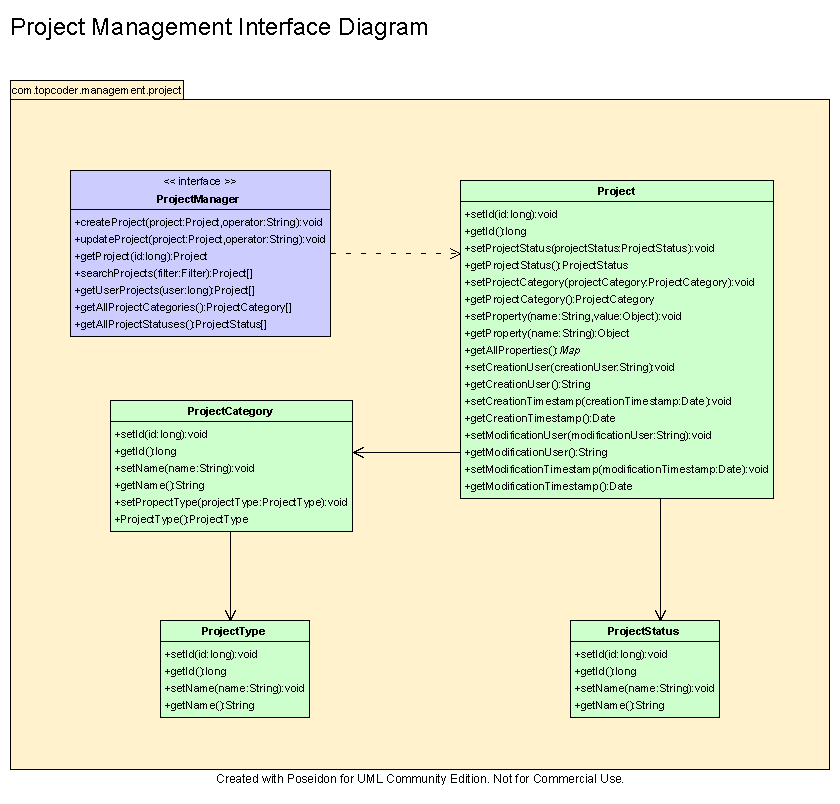 Project Management Interface Diagram
com.topcoder.management.project
<< interface >>
ProjectManager
+createProject(project:Project,operator:String):void
+updateProject(project:Project,operator:String):void
+getProject(id:long):Project
+searchProjects(filter:Filter):Project[]
+getUserProjects(user:long):Project[]
+getAllProjectCategories():ProjectCategory[]
+getAllProjectStatuses():ProjectStatus[]
Project
+setId(id:long):void
+getId():long
+setProjectStatus(projectStatus:ProjectStatus):void
+getProjectStatus():ProjectStatus
+setProjectCategory(projectCategory:ProjectCategory):void
+getProjectCategory():ProjectCategory
+setProperty(name:String,value:Object):void
+getProperty(name:String):Object
+getAllProperties():Map
+setCreationUser(creationUser:String):void
+getCreationUser():String
+setCreationTimestamp(creationTimestamp:Date):void
+getCreationTimestamp():Date
+setModificationUser(modificationUser:String):void
+getModificationUser():String
+setModificationTimestamp(modificationTimestamp:Date):void
+getModificationTimestamp():Date
ProjectCategory
+setId(id:long):void
+getId():long
+setName(name:String):void
+getName():String
+setPropectType(projectType:ProjectType):void
+ProjectType():ProjectType
ProjectType
+setId(id:long):void
+getId():long
+setName(name:String):void
+getName():String
ProjectStatus
+setId(id:long):void
+getId():long
+setName(name:String):void
+getName():String
Created with Poseidon for UML Community Edition. Not for Commercial Use.